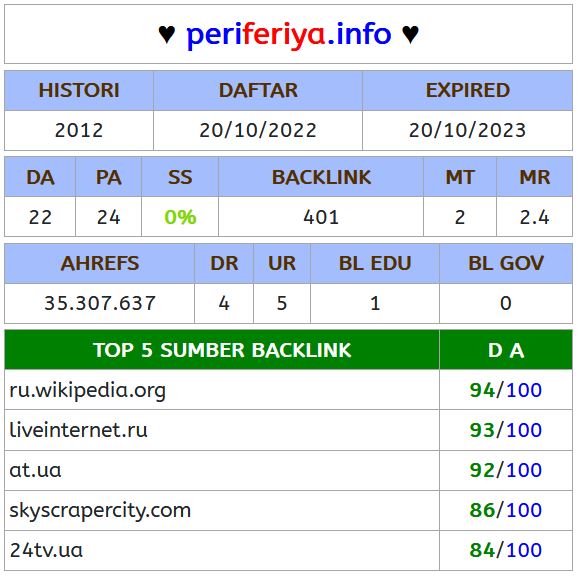 ♥ periferiya.info ♥
HISTORI DAFTAR EXPIRED
2012 20/10/2022 20/10/2023
DA PA SS BACKLINK MT MR
22 24 0% 401 2 2.4
AHREFS DR UR BL EDU BL GOV
35.307.637 4 5 1 0
TOP 5 SUMBER BACKLINK D A
ru.wikipedia.org 94/100
liveinternet.ru 93/100
at.ua 92/100
skyscrapercity.com 86/100
24tv.ua 84/100